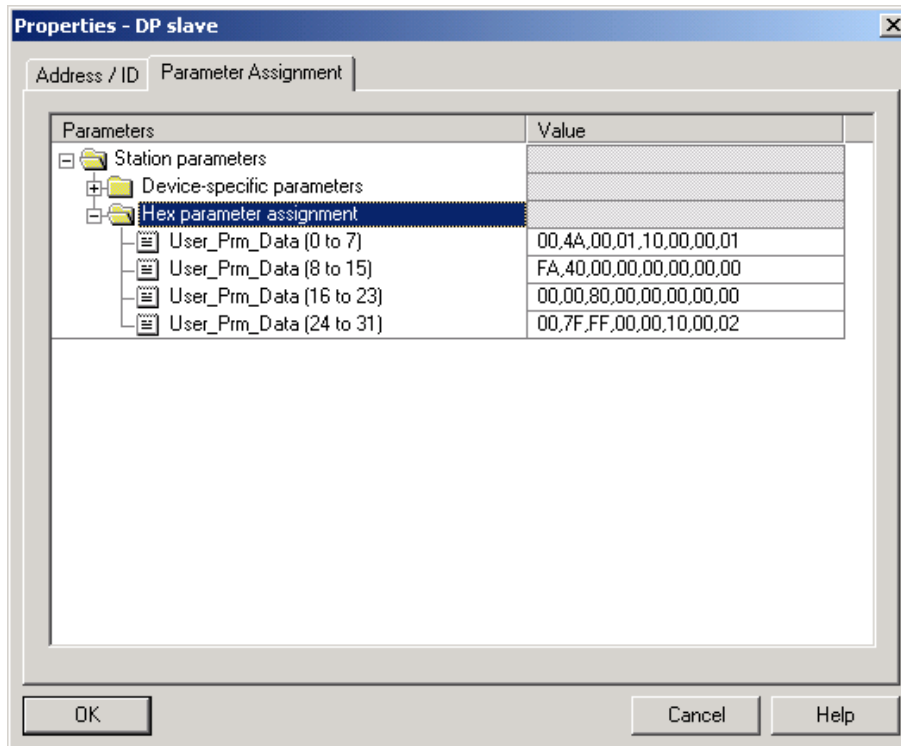 Properties - DP slave
Address / ID Parameter Assignment
Parameters Value
Station parameters
Device-specific parameters
Hex parameter assignment
User_Prm_Data (0 to 7) 00,4A,00,01,10,00,00,01
User_Prm_Data (8 to 15) FA,40,00,00,00,00,00,00
User_Prm_Data (16 to 23) 00,00,80,00,00,00,00,00
User_Prm_Data (24 to 31) 00,7F,FF,00,00,10,00,02
OK Cancel Help